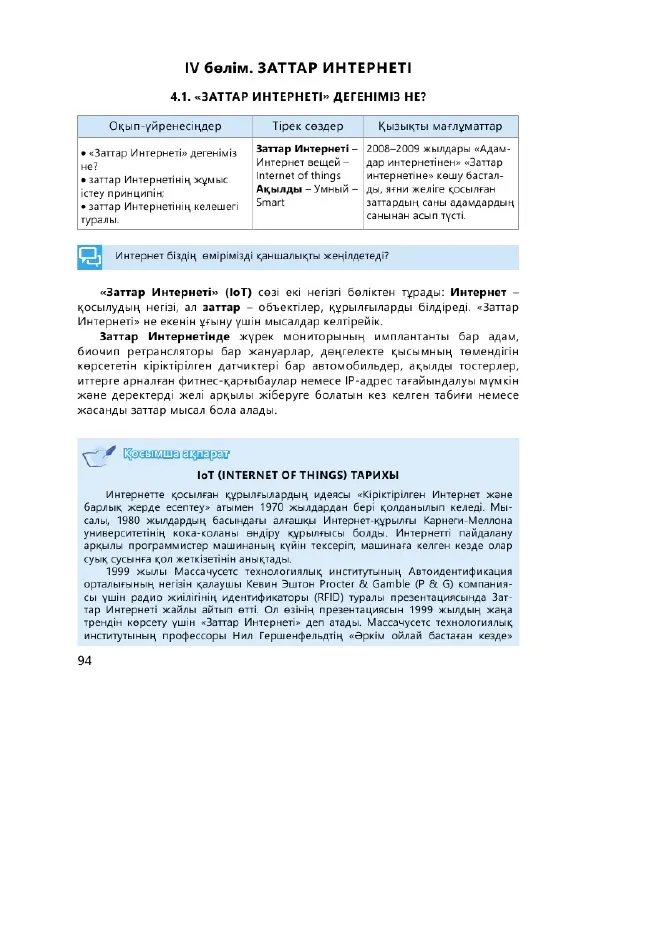 IV бөлім. ЗАТТАР ИНТЕРНЕТІ
4.1. «ЗАТТАР ИНТЕРНЕТІ» ДЕГЕНІМІЗ НЕ?
Оқып-үйренесіңдер
• «Заттар Интернеті» дегеніміз
не?
• заттар интернетінің жұмыс
істеу принципін;
• заттар интернетінің келешегі
туралы.
Тірек сөздер
Заттар Интернеті –
Интернет вещей –
Internet of things
Ақылды – Умный –
Smart
Қызықты мағлұматтар
2008–2009 жылдары «Адам-
дар интернетінен» «Заттар
интернетіне» көшу бастал-
ды, яғни желіге қосылған
заттардың саны адамдардың
санынан асып түсті.
Интернет біздің өмірімізді қаншалықты жеңілдетеді?
«Заттар Интернеті» (IoT) сөзі екі негізгі бөліктен тұрады: Интернет –
қосылудың негізі, ал заттар – объектілер, құрылғыларды білдіреді. «Заттар
Интернеті» не екенін ұғыну үшін мысалдар келтірейік.
Заттар Интернетінде жүрек мониторының имплантанты бар адам,
биочип ретрансляторы бар жануарлар, дөңгелекте қысымның төмендігін
көрсететін кіріктірілген датчиктері бар автомобильдер, ақылды тостерлер,
иттерге арналған фитнес-қарғыбаулар немесе IP-адрес тағайындалуы мүмкін
және деректерді желі арқылы жіберуге болатын кез келген табиғи немесе
жасанды заттар мысал бола алады.
Қосымша ақпарат
IoT (INTERNET OF THINGS) ТАРИХЫ
Интернетте қосылған құрылғылардың идеясы «Кіріктірілген Интернет және
барлық жерде есептеу» атымен 1970 жылдардан бері қолданылып келеді. Мы-
салы, 1980 жылдардың басындағы алғашқы Интернет-құрылғы Карнеги-Меллона
университетінің кока-коланы өндіру құрылғысы болды. Интернетті пайдалану
арқылы программистер машинаның күйін тексеріп, машинаға келген кезде олар
суық сусынға қол жеткізетінін анықтады.
1999 жылы Массачусетс технологиялық институтының Автоидентификация
орталығының негізін қалаушы Кевин Эштон Procter & Gamble (P & G) компания-
сы үшін радио жиілігінің идентификаторы (RFID) туралы презентациясында Зат-
тар Интернеті жайлы айтып өтті. Ол өзінің презентациясын 1999 жылдың жаңа
трендін көрсету үшін «Заттар Интернеті» деп атады. Массачусетс технологиялық
институтының профессоры Нил Гершенфельдтің «Әркім ойлай бастаған кезде»
94